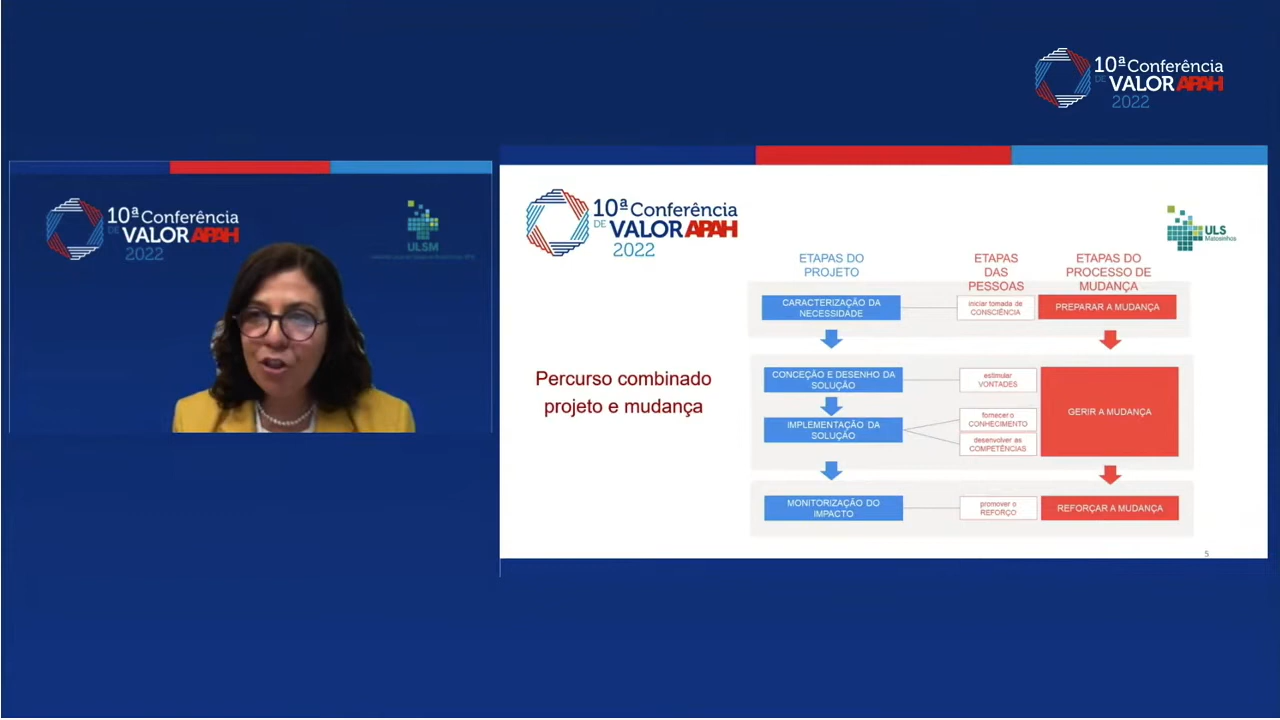 10ª Conferência
DE VALOR APAH
2022
10ª Conferência
DE VALOR APAH
2022
ULSM
10ª Conferência
DE VALOR APAH
2022
ULS
Matosinhos
ETAPAS DO
PROJETO
ETAPAS
DAS
PESSOAS
ETAPAS DO
PROCESSO DE
MUDANÇA
CARACTERIZAÇÃO DA
NECESSIDADE
iniciar tomada de
CONSCIÊNCIA
PREPARAR A MUDANÇA
Percurso combinado
projeto e mudança
CONCEÇÃO E DESENHO DA
SOLUÇÃO
estimular
VONTADES
GERIR A MUDANÇA
IMPLEMENTAÇÃO DA
SOLUÇÃO
fornecer o
CONHECIMENTO
desenvolver as
COMPETÊNCIAS
MONITORIZAÇÃO DO
IMPACTO
promover o
REFORÇO
REFORÇAR A MUDANÇA
5